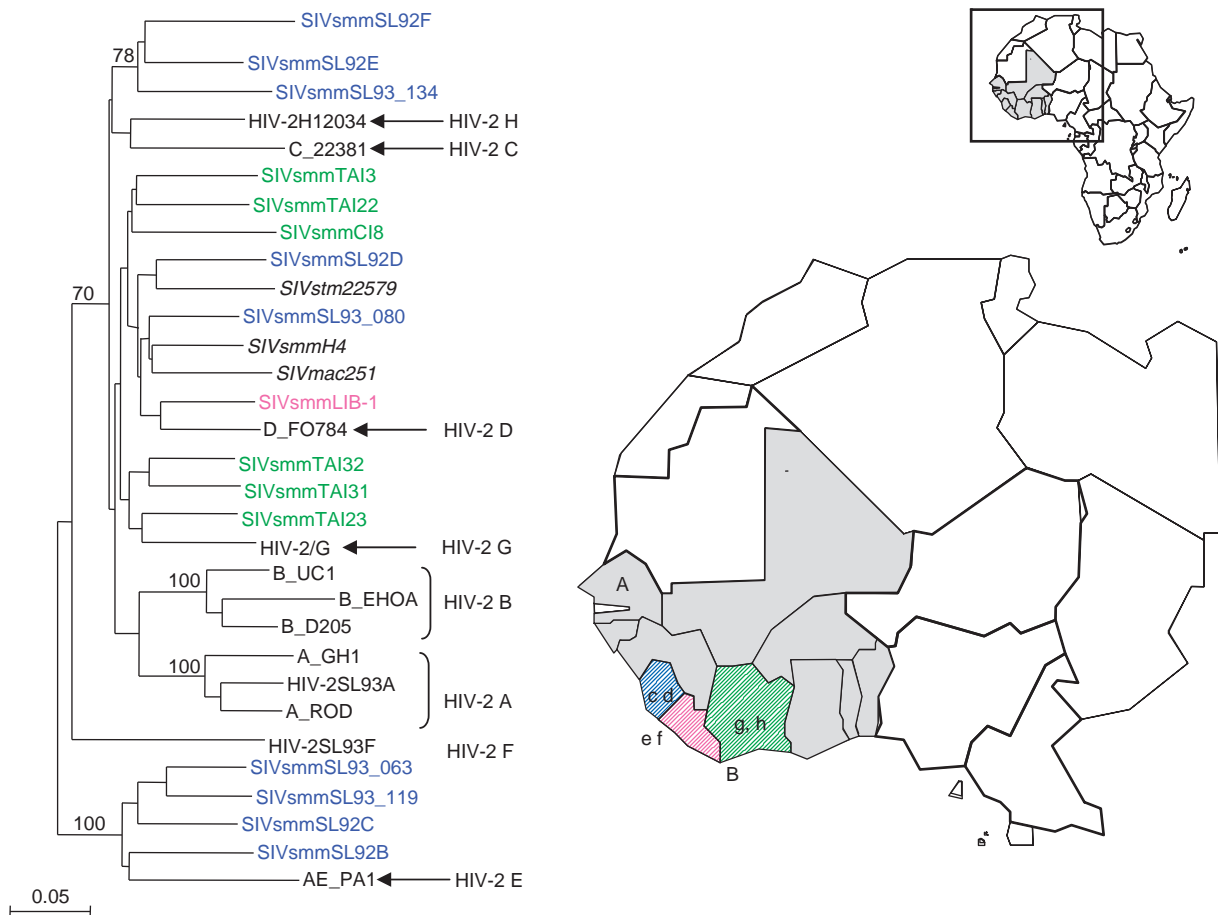 SIVsmmSL92F
78
SIVsmmSL92E
SIVsmmSL93_134
HIV-2H12034 HIV-2 H
C_22381 HIV-2 C
SIVsmmTAI3
SIVsmmTAI22
SIVsmmCI8
SIVsmmSL92D
SIVstm22579
70
SIVsmmSL93_080
SIVsmmH4
SIVmac251
SIVsmmLIB-1
D_FO784 HIV-2 D
SIVsmmTAI32
SIVsmmTAI31
SIVsmmTAI23
HIV-2/G HIV-2 G
100
B_UC1
B_EHOA HIV-2 B
B_D205
100
A_GH1
HIV-2SL93A HIV-2 A
A_ROD
HIV-2SL93F HIV-2 F
SIVsmmSL93_063
SIVsmmSL93_119
100
SIVsmmSL92C
SIVsmmSL92B
AE_PA1 HIV-2 E
0.05
A
c d
g, h
e f
B